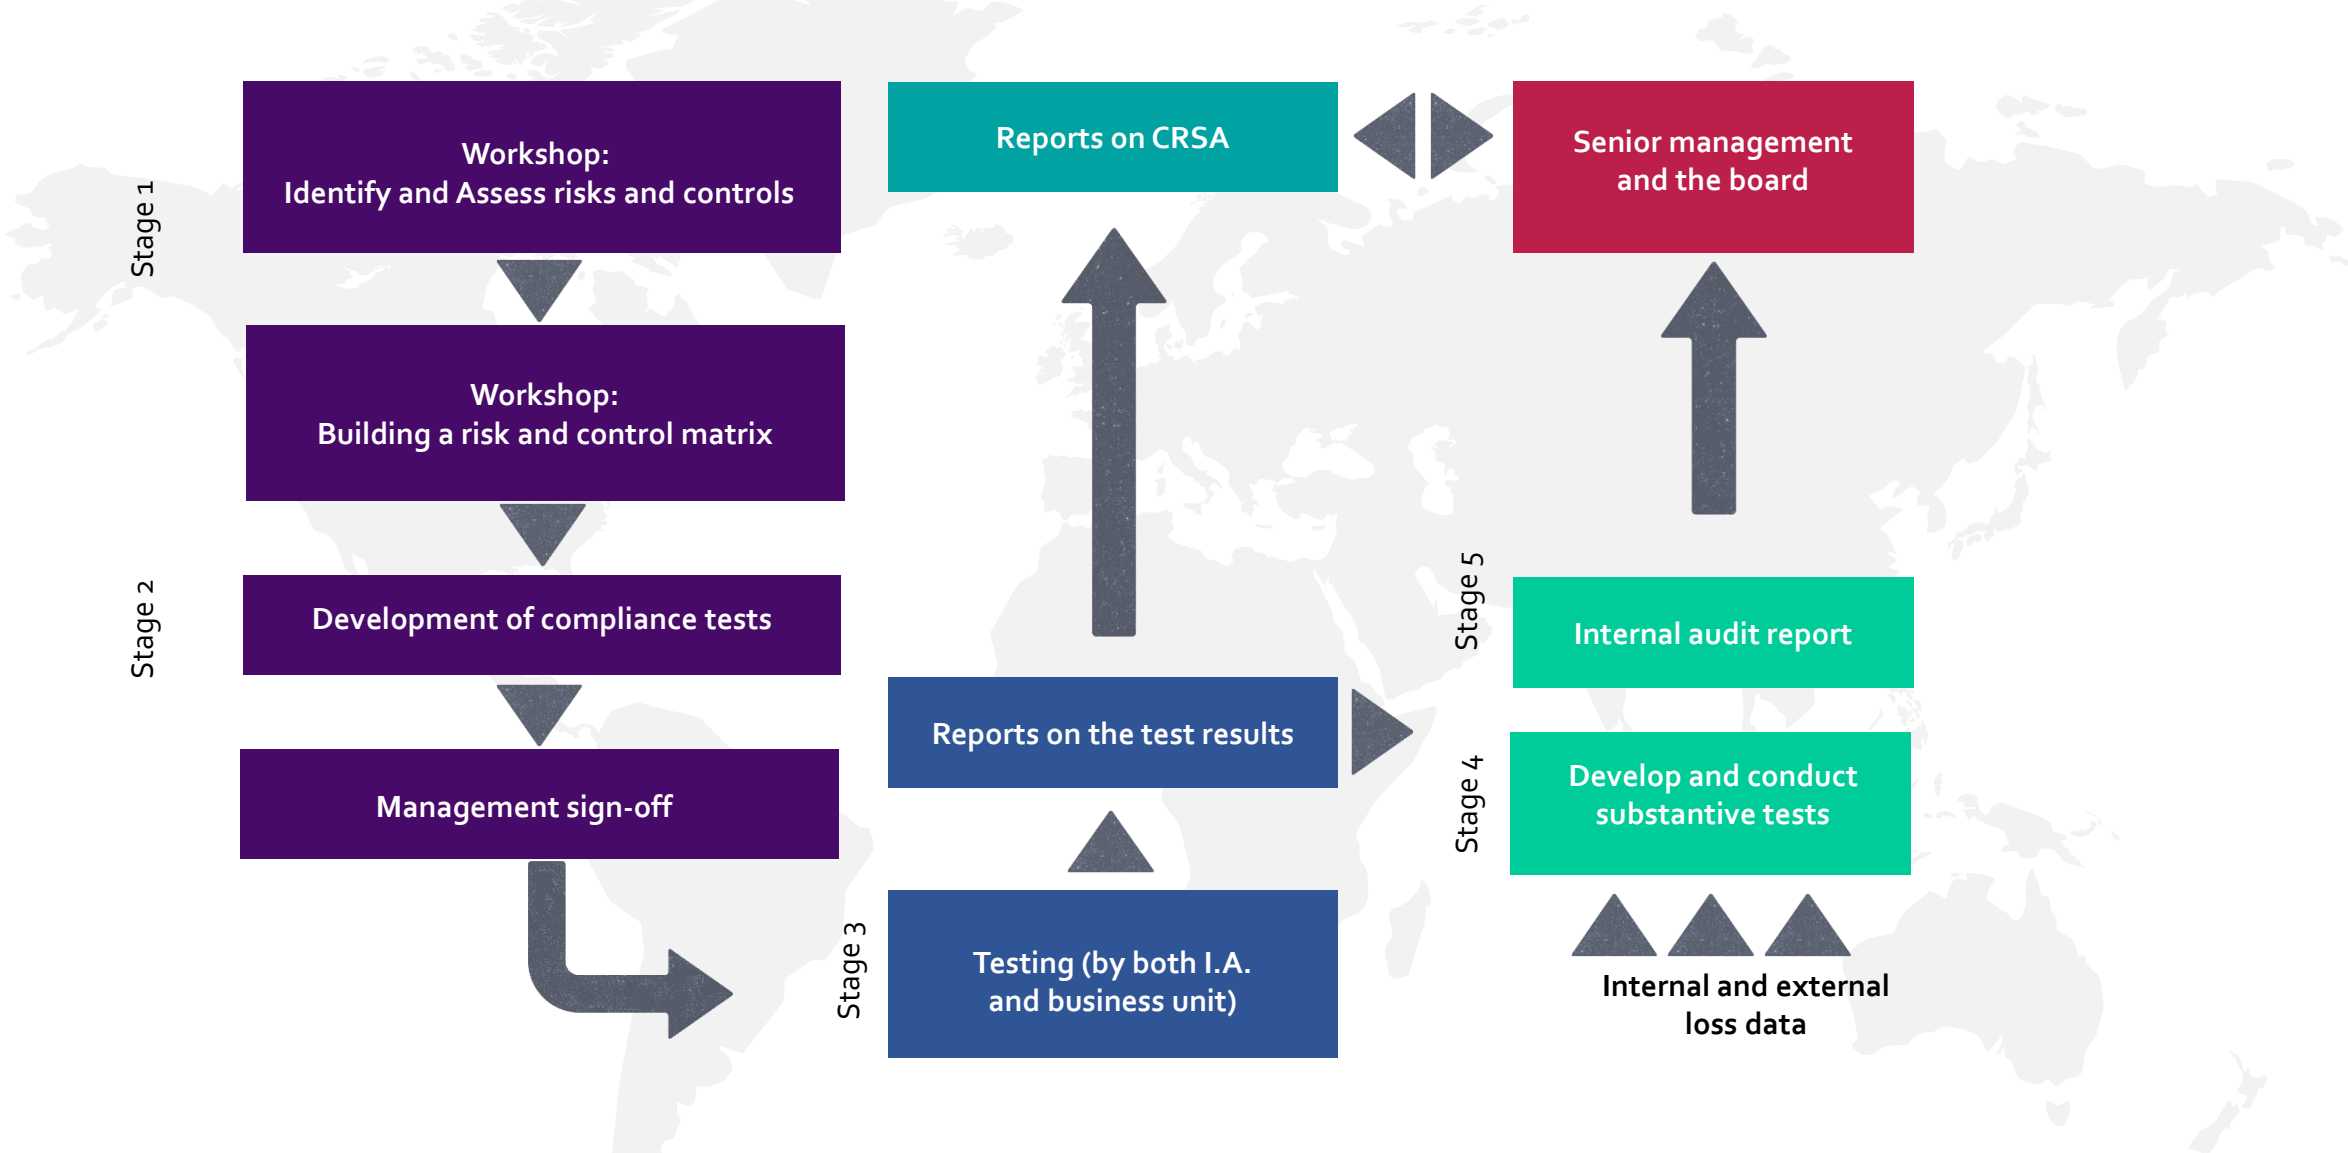 Stage 1
Workshop:
Identify and Assess risks and controls
Workshop:
Building a risk and control matrix
Stage 2
Development of compliance tests
Management sign-off
Reports on CRSA
Reports on the test results
Stage 3
Testing (by both I.A.
and business unit)
Senior management
and the board
Stage 5
Internal audit report
Stage 4
Develop and conduct
substantive tests
Internal and external
loss data